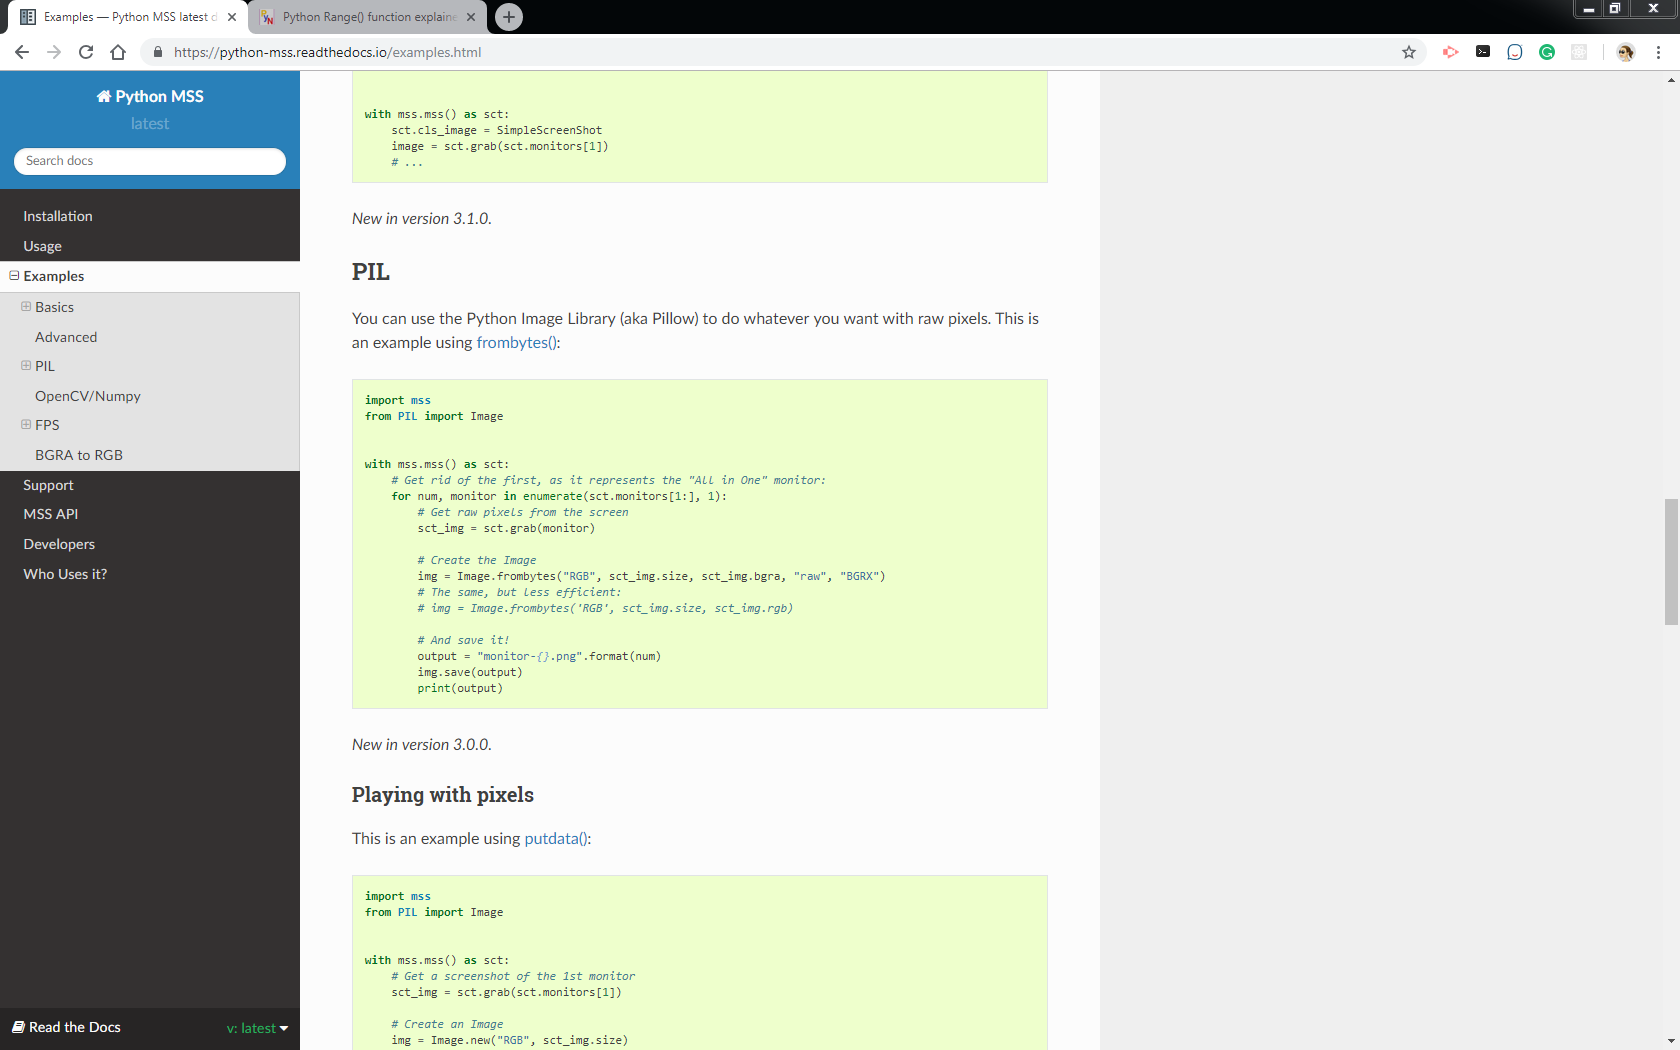 Examples — Python MSS latest d
Python Range() function explaine
https://python-mss.readthedocs.io/examples.html
Python MSS
latest
Search docs
Installation
Usage
Examples
Basics
Advanced
PIL
OpenCV/Numpy
FPS
BGRA to RGB
Support
MSS API
Developers
Who Uses it?
Read the Docs
v: latest
with mss.mss() as sct:
    sct.cls_image = SimpleScreenShot
    image = sct.grab(sct.monitors[1])
    # ...
New in version 3.1.0.
PIL
You can use the Python Image Library (aka Pillow) to do whatever you want with raw pixels. This is
an example using frombytes():
import mss
from PIL import Image
with mss.mss() as sct:
    # Get rid of the first, as it represents the "All in One" monitor:
    for num, monitor in enumerate(sct.monitors[1:], 1):
        # Get raw pixels from the screen
        sct_img = sct.grab(monitor)
        # Create the Image
        img = Image.frombytes("RGB", sct_img.size, sct_img.bgra, "raw", "BGRX")
        # The same, but less efficient:
        # img = Image.frombytes('RGB', sct_img.size, sct_img.rgb)
        # And save it!
        output = "monitor-{}.png".format(num)
        img.save(output)
        print(output)
New in version 3.0.0.
Playing with pixels
This is an example using putdata():
import mss
from PIL import Image
with mss.mss() as sct:
    # Get a screenshot of the 1st monitor
    sct_img = sct.grab(sct.monitors[1])
    # Create an Image
    img = Image.new("RGB", sct_img.size)